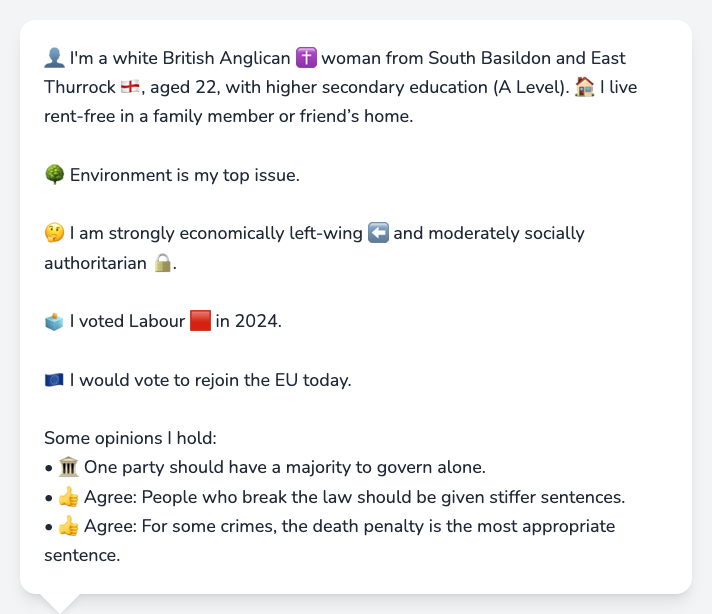 👤 I'm a white British Anglican ✝️ woman from South Basildon and East
Thurrock 🏴󠁧󠁢󠁥󠁮󠁧󠁿, aged 22, with higher secondary education (A Level). 🏠 I live
rent-free in a family member or friend’s home.
🌳 Environment is my top issue.
🤔 I am strongly economically left-wing ⬅️ and moderately socially
authoritarian 🔒.
🗳️ I voted Labour 🟥 in 2024.
🇪🇺 I would vote to rejoin the EU today.
Some opinions I hold:
• 🏛️ One party should have a majority to govern alone.
• 👍 Agree: People who break the law should be given stiffer sentences.
• 👍 Agree: For some crimes, the death penalty is the most appropriate
sentence.